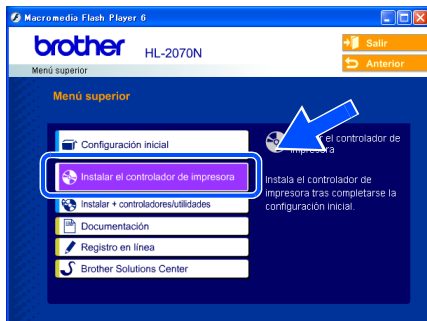 Macromedia Flash Player 6
brother HL-2070N
Salir
Anterior
Menú superior
Menú superior
Configuración inicial
Instalar el controlador de impresora
Instalar + controladores/utilidades
Documentación
Registro en línea
Brother Solutions Center
el controlador de
impresora
Instala el controlador de
impresora tras completarse la
configuración inicial.